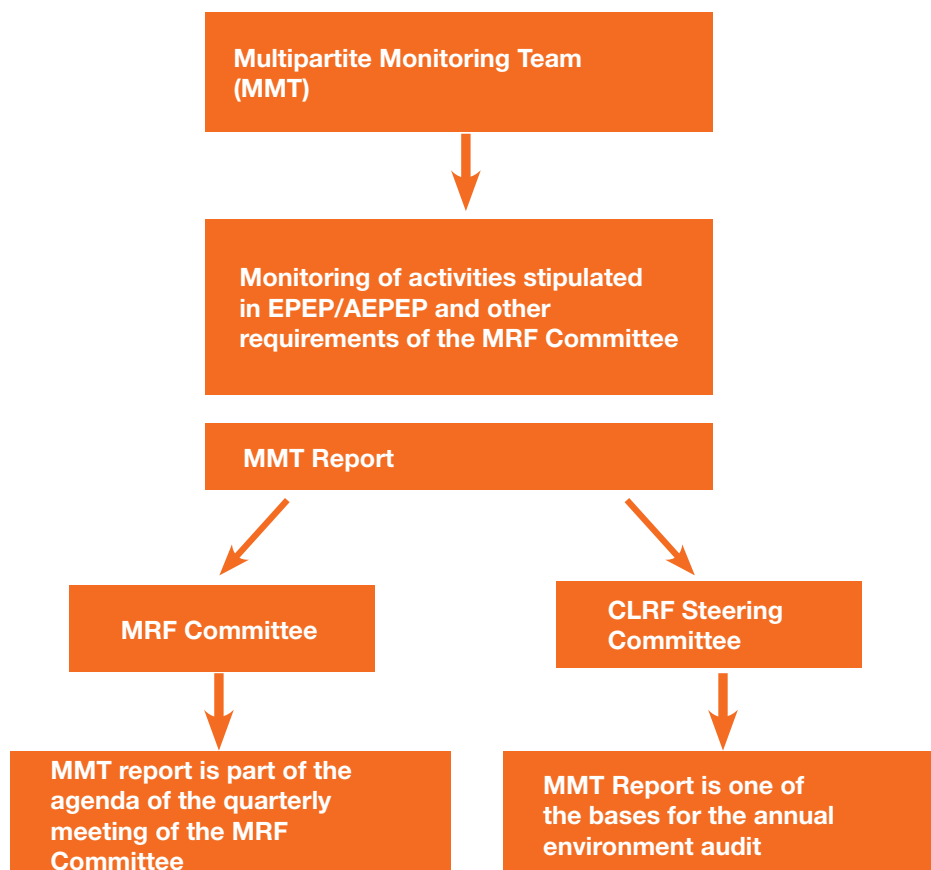 Multipartite Monitoring Team
(MMT)
Monitoring of activities stipulated
in EPEP/AEPEP and other
requirements of the MRF Committee
MMT Report
MRF Committee
CLRF Steering
Committee
MMT report is part of the
agenda of the quarterly
meeting of the MRF
Committee
MMT Report is one of
the bases for the annual
environment audit